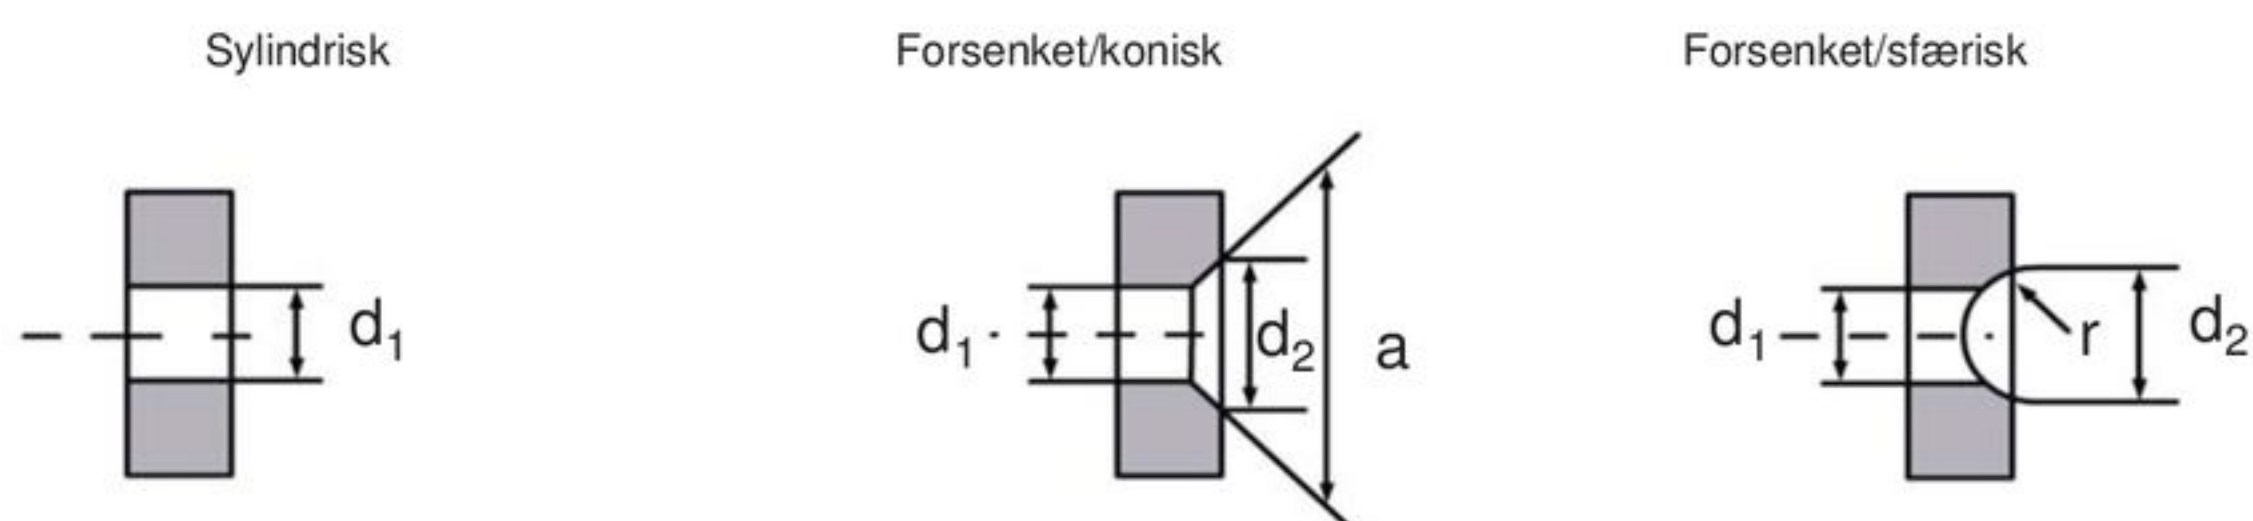 Sylindrisk
Forsenket/konisk
Forsenket/sfærisk
d₁
d₁
d₂
a
d₁
r
d₂